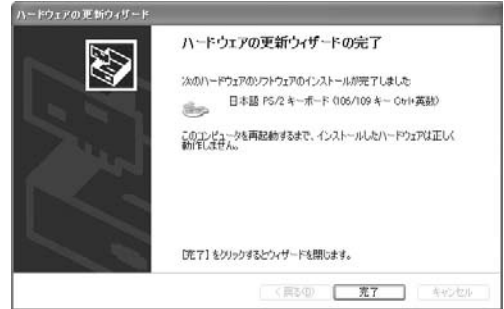 ハードウェアの更新ウィザード
ハードウェアの更新ウィザードの完了
次のハードウェアのソフトウェアのインストールが完了しました
日本語 PS/2 キーボード (106/109 キー Ctrl+英数)
このコンピュータを再起動するまで、インストールしたハードウェアは正しく
動作しません。
[完了] をクリックするとウィザードを閉じます。
< 戻る(B) 完了 キャンセル